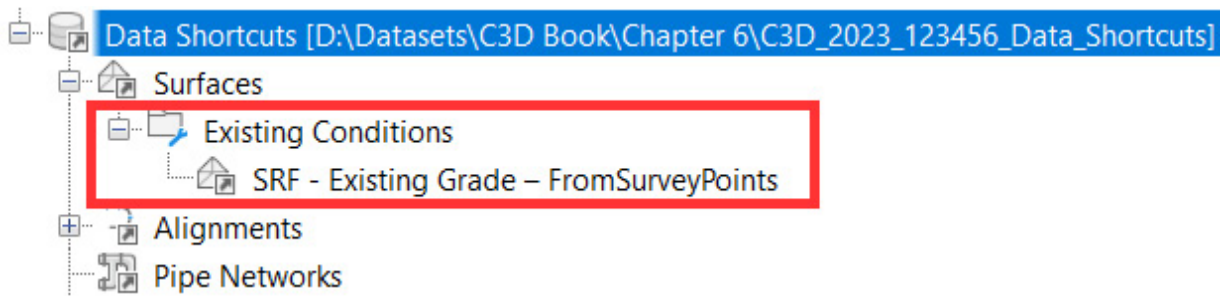 Data Shortcuts [D:\Datasets\C3D Book\Chapter 6\C3D_2023_123456_Data_Shortcuts]
Surfaces
Existing Conditions
SRF - Existing Grade – FromSurveyPoints
Alignments
Pipe Networks